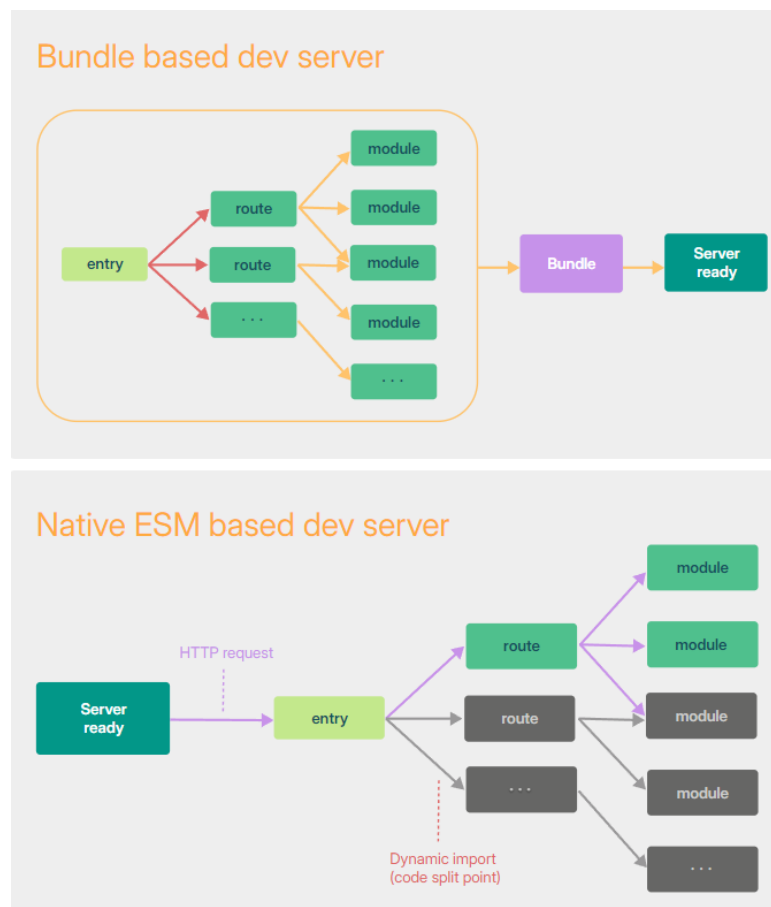 Bundle based dev server
module
route
module
entry
route
module
Bundle
Server
ready
...
module
...
Native ESM based dev server
module
HTTP request
route
module
Server
ready
entry
route
module
...
module
Dynamic import
(code split point)
...